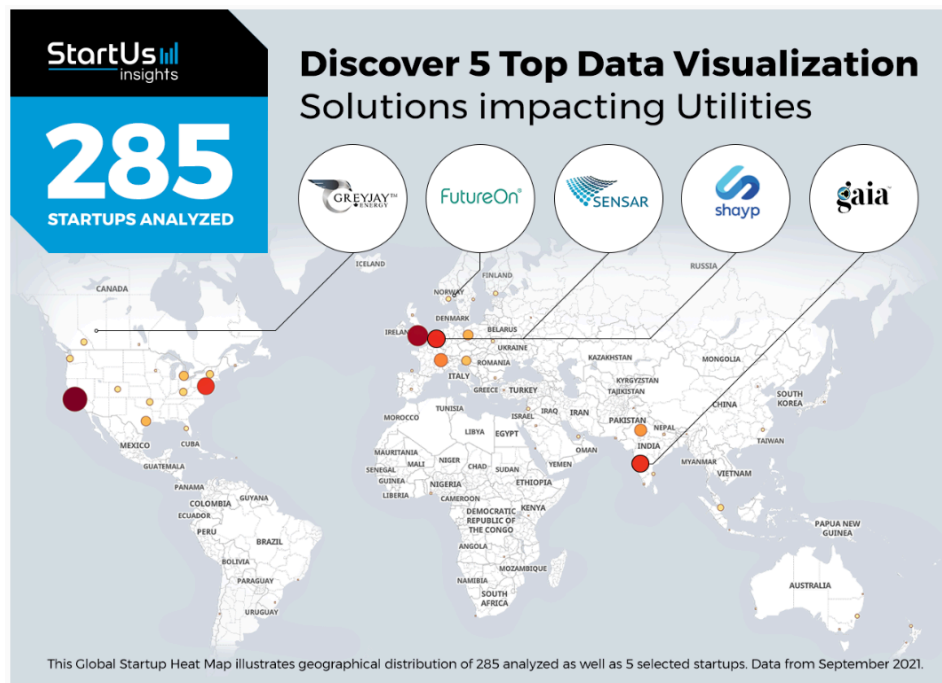 StartUs
insights
285
STARTUPS ANALYZED
Discover 5 Top Data Visualization
Solutions impacting Utilities
GREYJAY™
ENERGY
FutureOn®
SENSAR
shayp
gaia™
ICELAND
RUSSIA
FINLAND
CANADA
NORWAY
DENMARK
IRELAND
BELARUS
UKRAINE
KAZAKHSTAN
MONGOLIA
ROMANIA
ITALY
KYRGYZSTAN
GREECE
TURKEY
TAJIKISTAN
SOUTH
KOREA
CHINA
TUNISIA
ISRAEL
IRAQ
IRAN
MOROCCO
PAKISTAN
NEPAL
LIBYA
EGYPT
TAIWAN
MEXICO
CUBA
INDIA
OMAN
MAURITANIA
MALI
NIGER
CHAD
SUDAN
YEMEN
MYANMAR
GUATEMALA
SENEGAL
VIETNAM
GUINEA
NIGERIA
ETHIOPIA
PANAMA
LIBERIA
CAMEROON
GUYANA
COLOMBIA
KENYA
ECUADOR
DEMOCRATIC
REPUBLIC OF
THE CONGO
PAPUA NEW
GUINEA
PERU
BRAZIL
ANGOLA
BOLIVIA
MOZAMBIQUE
PARAGUAY
NAMIBIA
AUSTRALIA
SOUTH
AFRICA
URUGUAY
This Global Startup Heat Map illustrates geographical distribution of 285 analyzed as well as 5 selected startups. Data from September 2021.